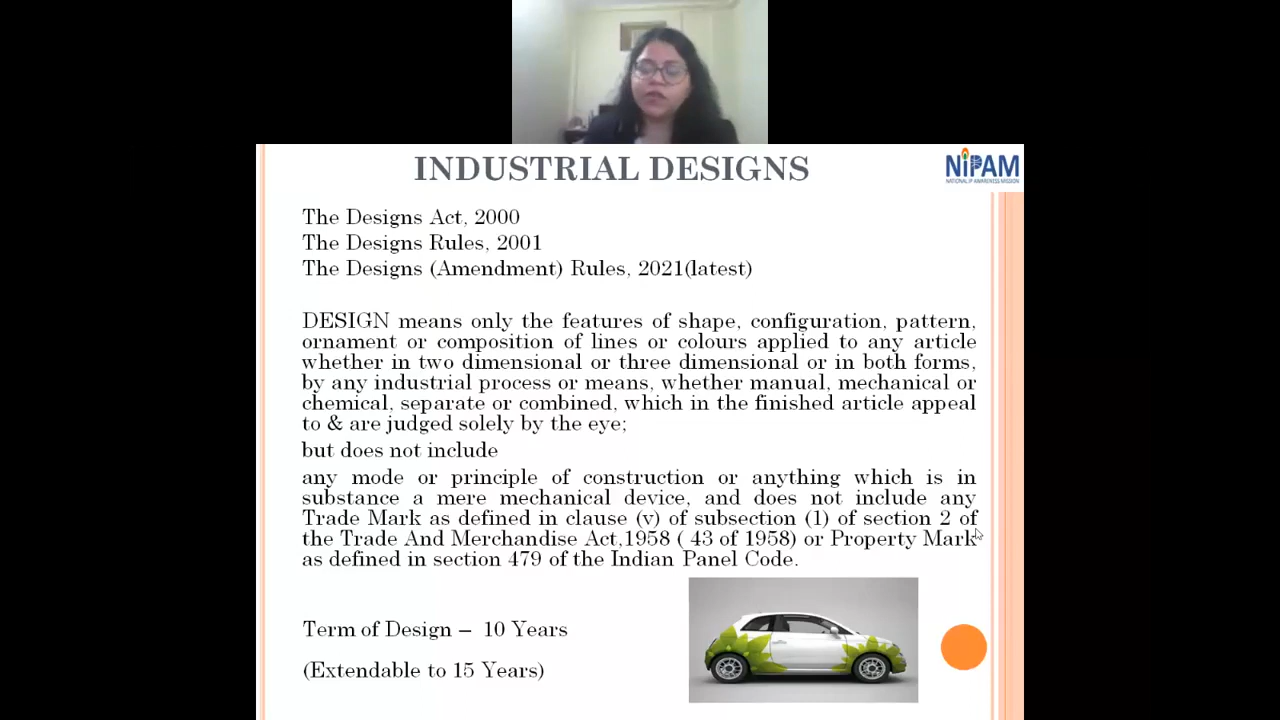 INDUSTRIAL DESIGNS
NIPAM
NATIONAL IP AWARENESS MISSION
The Designs Act, 2000
The Designs Rules, 2001
The Designs (Amendment) Rules, 2021(latest)
DESIGN means only the features of shape, configuration, pattern,
ornament or composition of lines or colours applied to any article
whether in two dimensional or three dimensional or in both forms,
by any industrial process or means, whether manual, mechanical or
chemical, separate or combined, which in the finished article appeal
to & are judged solely by the eye;
but does not include
any mode or principle of construction or anything which is in
substance a mere mechanical device, and does not include any
Trade Mark as defined in clause (v) of subsection (1) of section 2 of
the Trade And Merchandise Act,1958 ( 43 of 1958) or Property Mark
as defined in section 479 of the Indian Panel Code.
Term of Design – 10 Years
(Extendable to 15 Years)